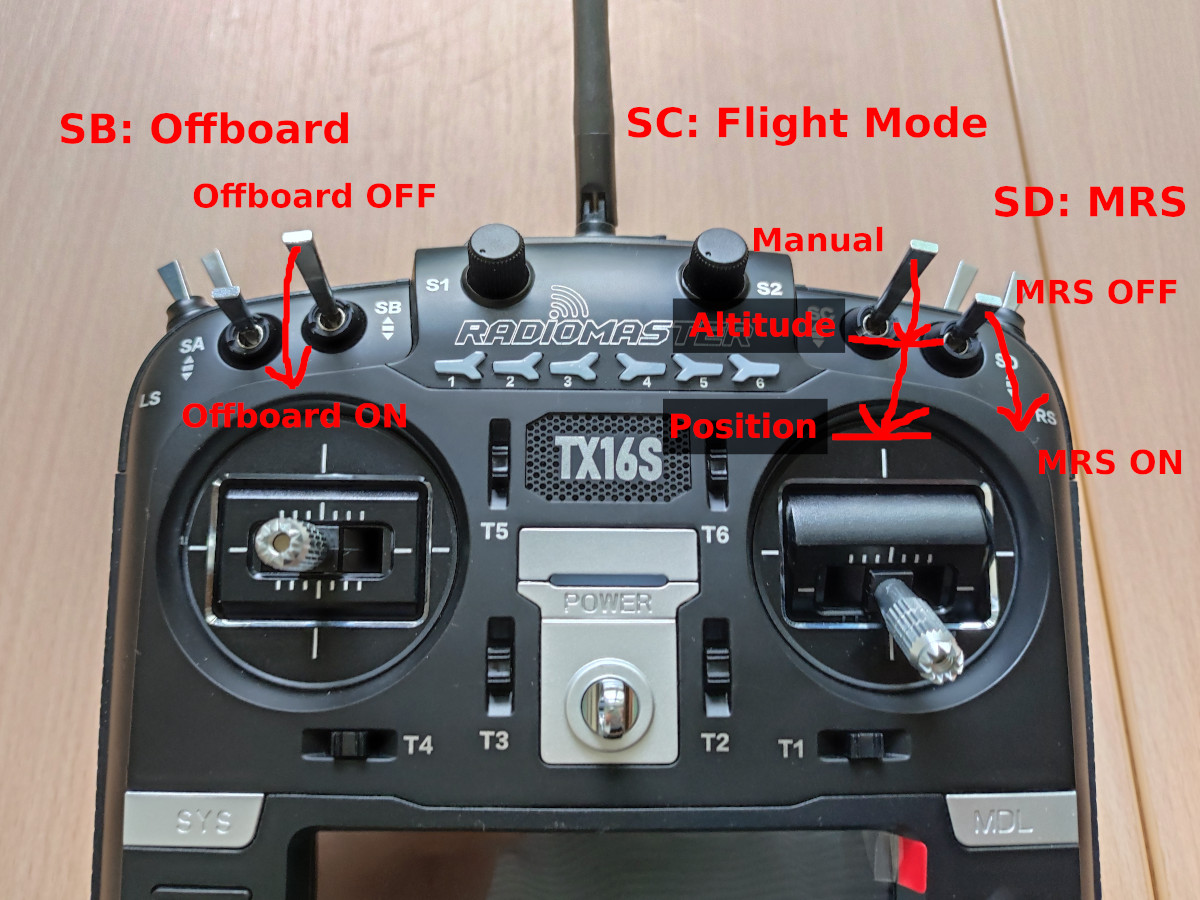 SB: Offboard
SC: Flight Mode
Offboard OFF
SD: MRS
Manual
MRS OFF
S1
S2
SB
SC
Altitude
RADIOMASTER
SA
SD
1 2 3 4 5 6
LS
RS
Offboard ON
Position
TX16S
MRS ON
T5
T6
POWER
T4
T3
T2
T1
SYS
MDL